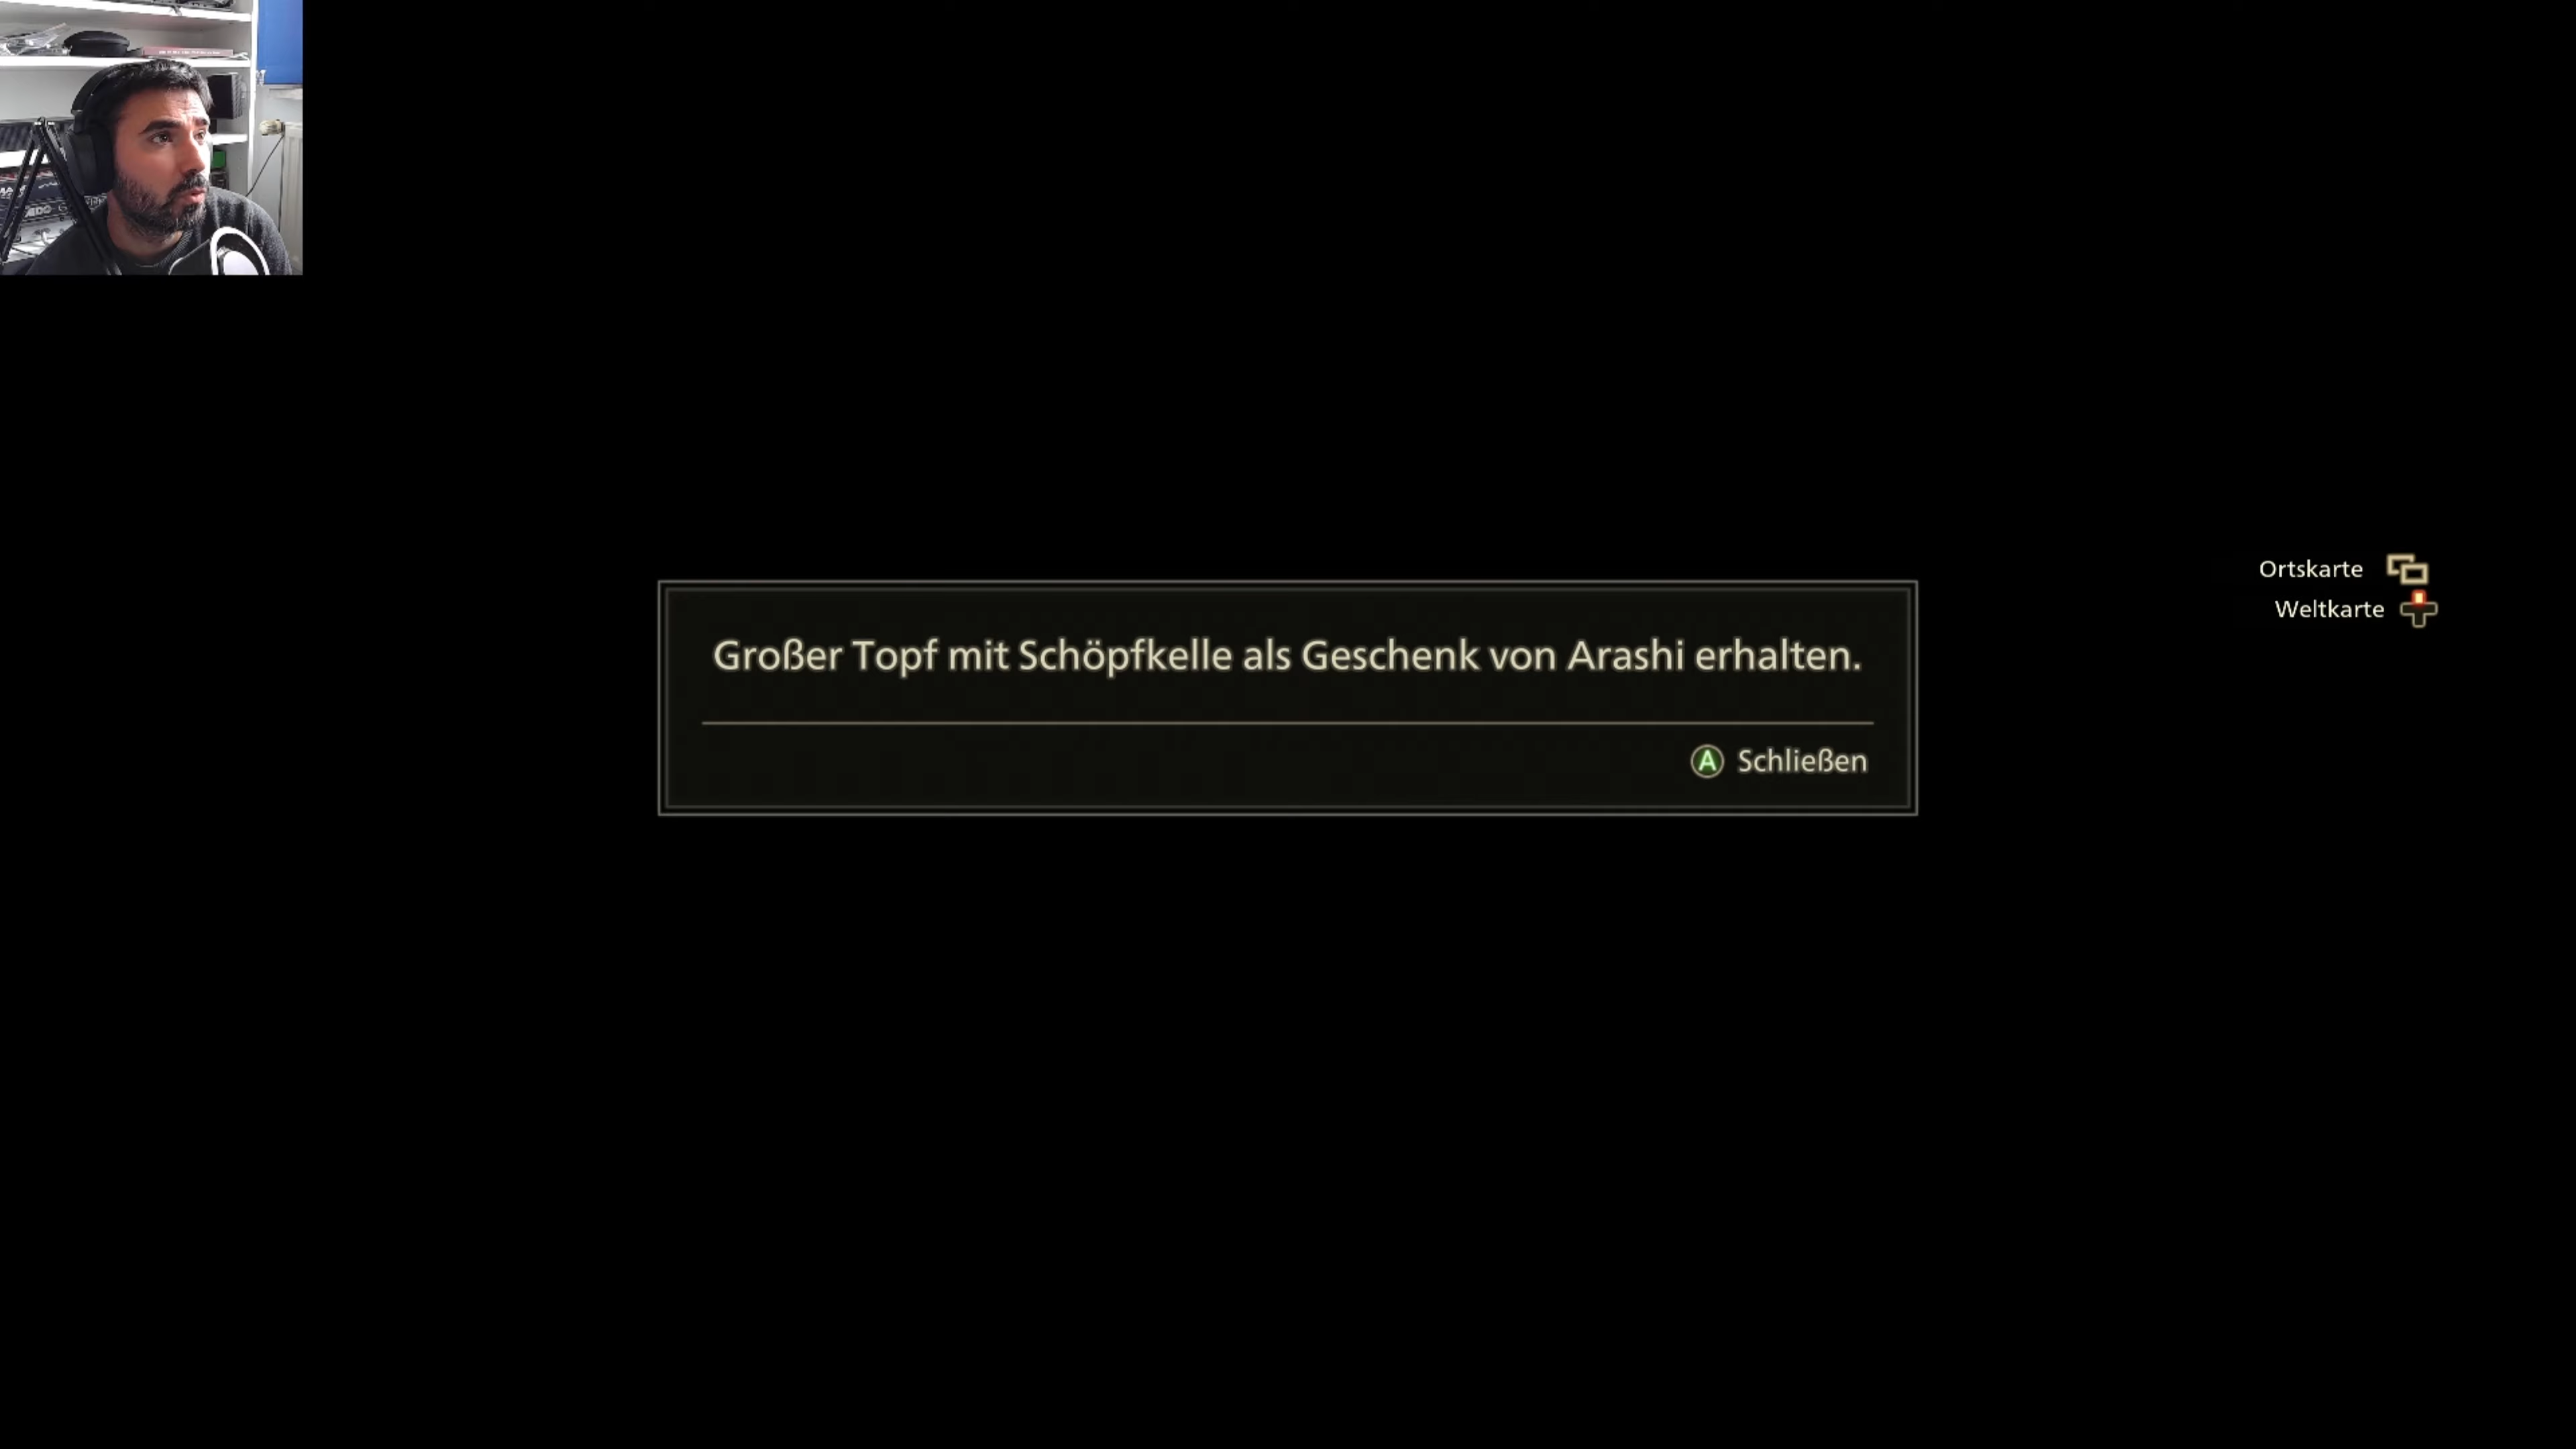 Ortskarte
Weltkarte
Großer Topf mit Schöpfkelle als Geschenk von Arashi erhalten.
A Schließen